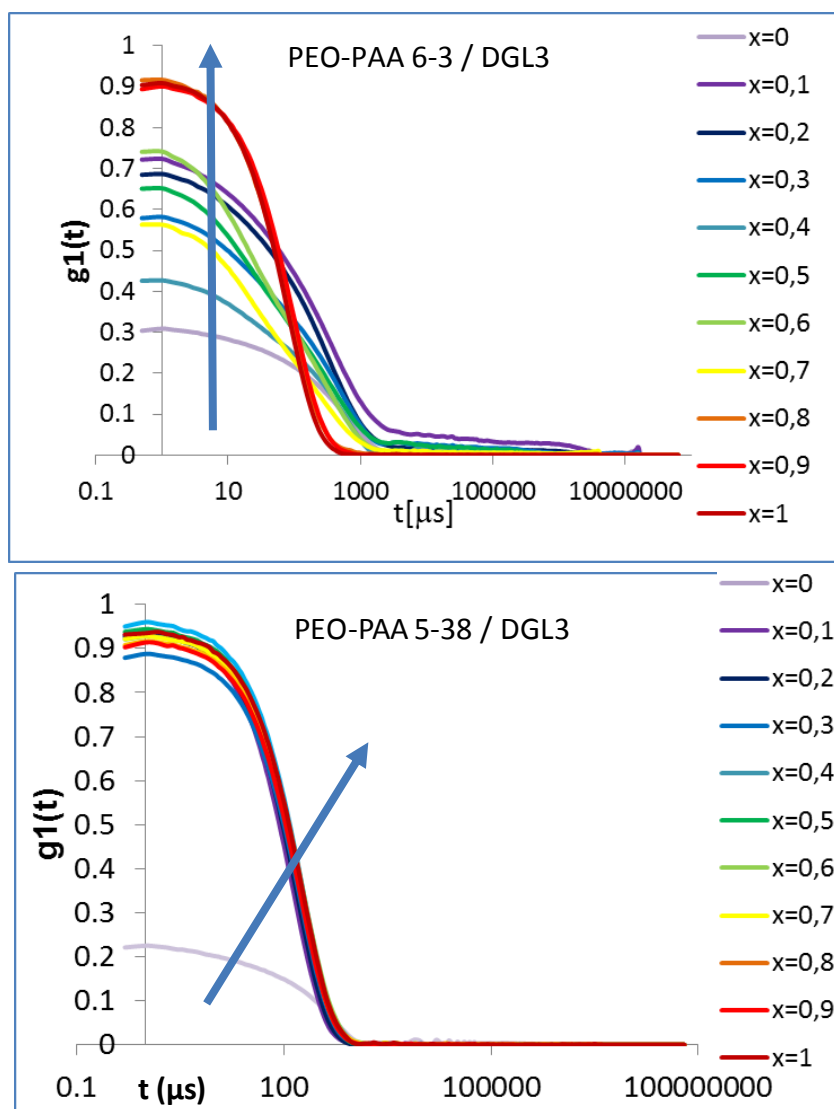 PEO-PAA 6-3 / DGL3
g1(t)
1
0.9
0.8
0.7
0.6
0.5
0.4
0.3
0.2
0.1
0
0.1
10
1000
100000
10000000
t[µs]
x=0
x=0,1
x=0,2
x=0,3
x=0,4
x=0,5
x=0,6
x=0,7
x=0,8
x=0,9
x=1
PEO-PAA 5-38 / DGL3
g1(t)
1
0.9
0.8
0.7
0.6
0.5
0.4
0.3
0.2
0.1
0
0.1
100
100000
100000000
t (µs)
x=0
x=0,1
x=0,2
x=0,3
x=0,4
x=0,5
x=0,6
x=0,7
x=0,8
x=0,9
x=1